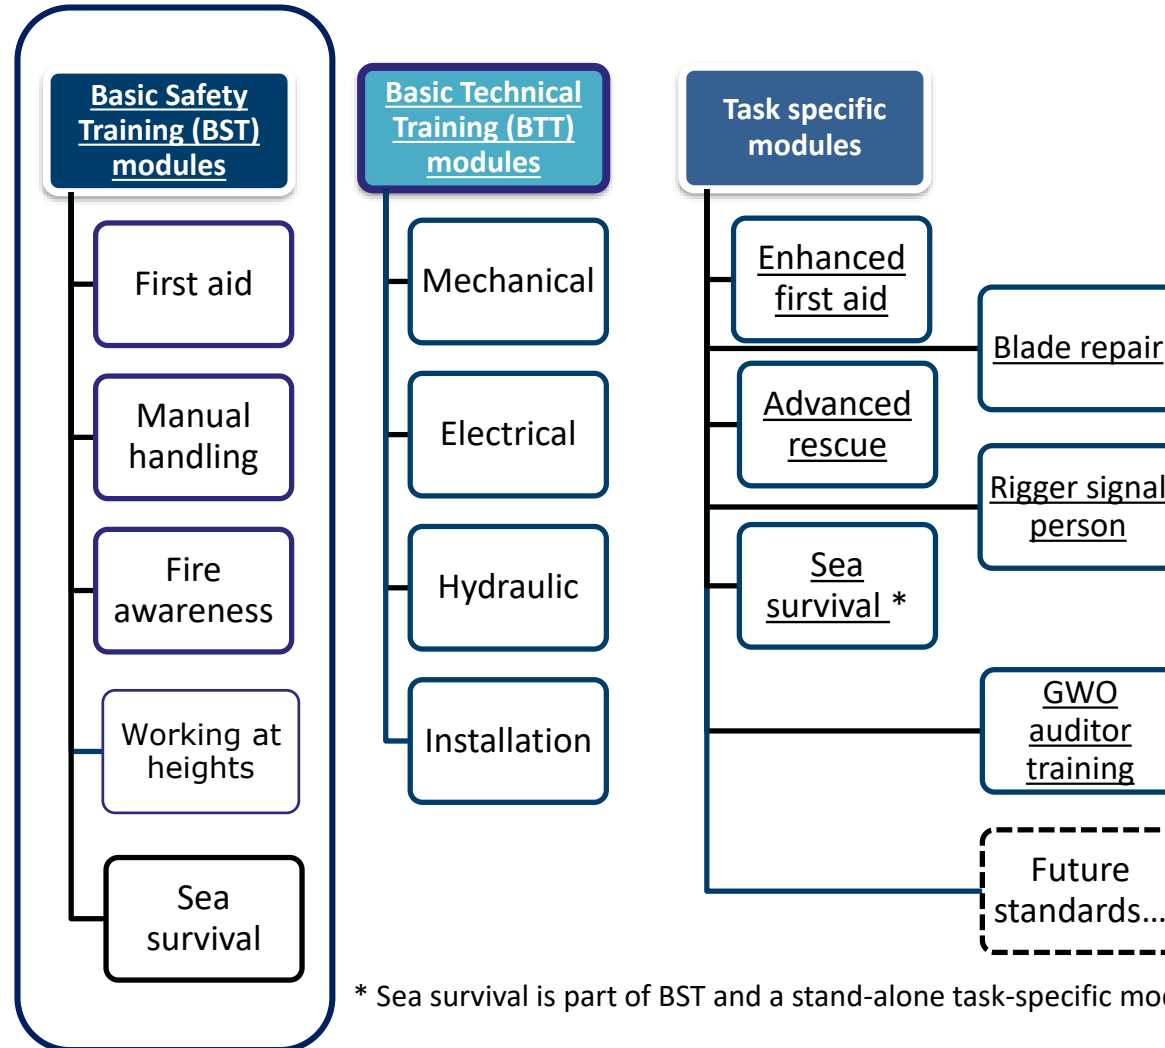 Basic Safety
Training (BST)
modules
First aid
Manual
handling
Fire
awareness
Working at
heights
Sea
survival
Basic Technical
Training (BTT)
modules
Mechanical
Electrical
Hydraulic
Installation
Task specific
modules
Enhanced
first aid
Blade repair
Advanced
rescue
Rigger signal
person
Sea
survival *
GWO
auditor
training
Future
standards…
* Sea survival is part of BST and a stand-alone task-specific